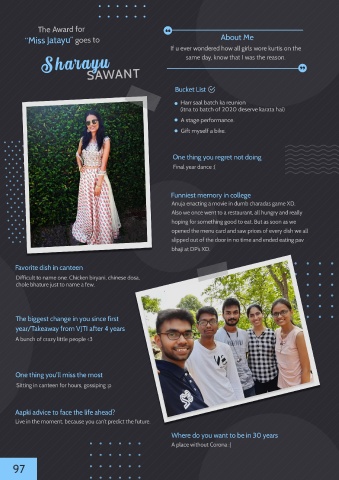 The Award for
“Miss Jatayu” goes to
Sharayu
SAWANT
About Me
If u ever wondered how all girls wore kurtis on the
same day, know that I was the reason.
Bucket List
Harr saal batch ka reunion
(itna to batch of 2020 deserve karata hai)
A stage performance.
Gift myself a bike.
One thing you regret not doing
Final year dance :(
Funniest memory in college
Anuja enacting a movie in dumb charadas game XD.
Also we once went to a restaurant, all hungry and really
hoping for something good to eat, but as soon as we
opened the menu card and saw prices of every dish we all
slipped out of the door in no time and ended eating pav
bhaji at DP's XD.
Favorite dish in canteen
Difficult to name one. Chicken biryani, chinese dosa,
chole bhature just to name a few.
The biggest change in you since first
year/Takeaway from VJTI after 4 years
A bunch of crazy little people <3
One thing you'll miss the most
Sitting in canteen for hours, gossiping :p
Aapki advice to face the life ahead?
Live in the moment, because you can't predict the future.
Where do you want to be in 30 years
A place without Corona :(
97